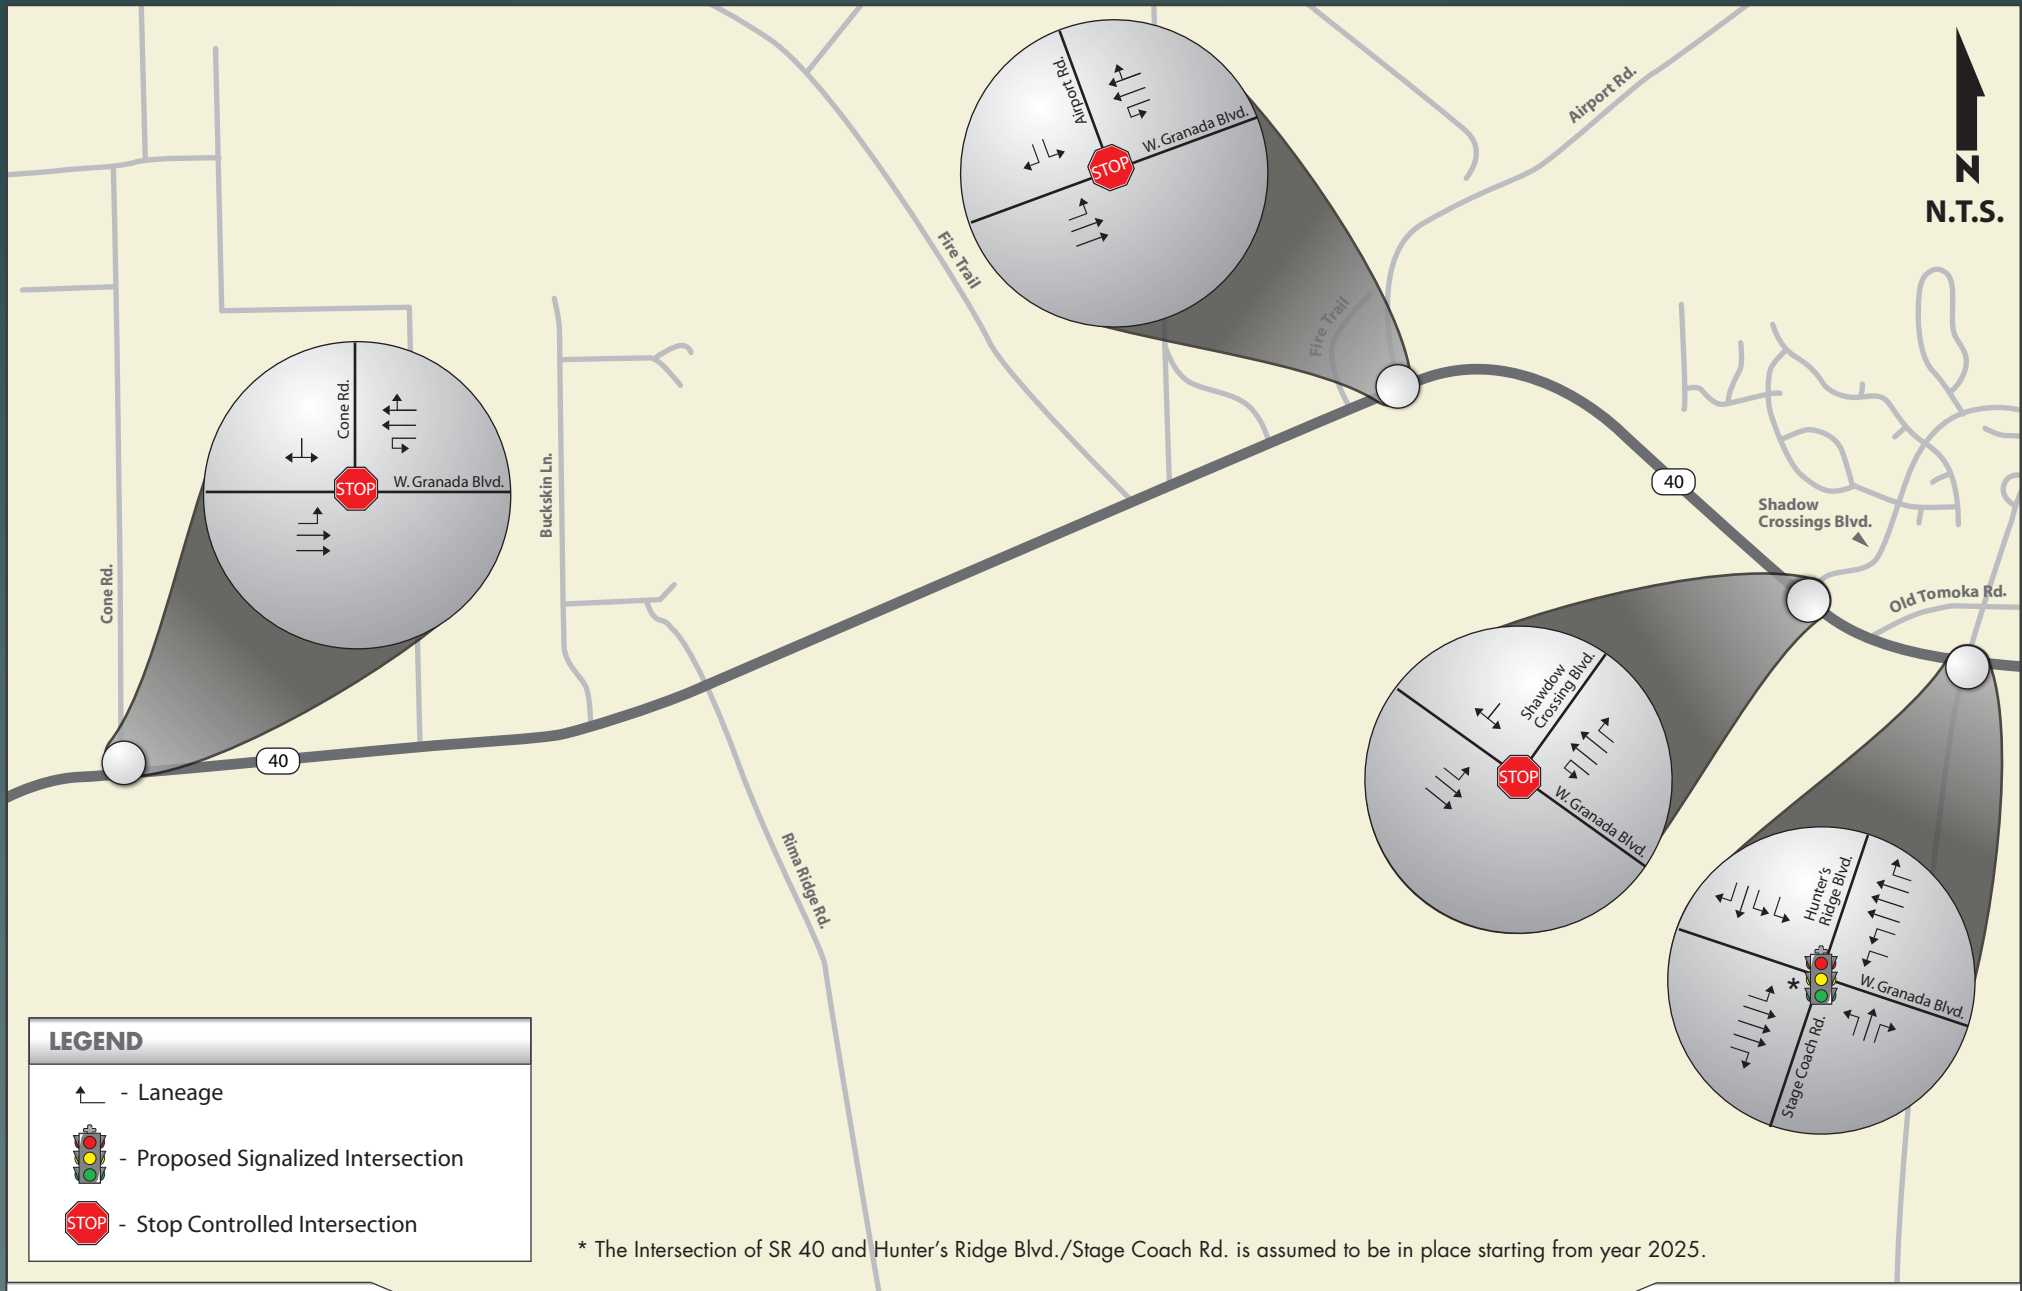 Airport Rd.
W. Granada Blvd.
STOP
Airport Rd.
N
N.T.S.
Fire Trail
Fire Trail
Cone Rd.
W. Granada Blvd.
STOP
Buckskin Ln.
Cone Rd.
40
40
Shadow
Crossings Blvd.
Old Tomoka Rd.
Shawdow
Crossing Blvd.
STOP
W. Granada Blvd.
Rima Ridge Rd.
Hunter's
Ridge Blvd.
*
W. Granada Blvd.
Stage Coach Rd.
LEGEND
- Laneage
- Proposed Signalized Intersection
STOP - Stop Controlled Intersection
* The Intersection of SR 40 and Hunter's Ridge Blvd./Stage Coach Rd. is assumed to be in place starting from year 2025.